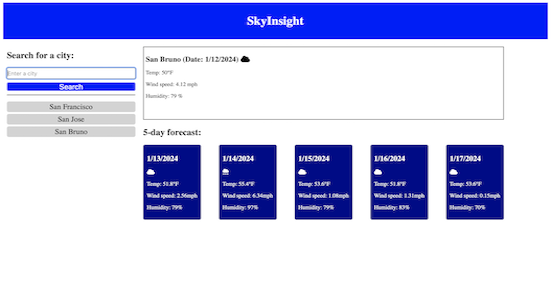 SkyInsight
Search for a city:
Enter a city
Search
San Francisco
San Jose
San Bruno
San Bruno (Date: 1/12/2024)
Temp: 50°F
Wind speed: 4.12 mph
Humidity: 79 %
5-day forecast:
1/13/2024
Temp: 51.8°F
Wind speed: 2.56mph
Humidity: 79%
1/14/2024
Temp: 55.4°F
Wind speed: 6.34mph
Humidity: 97%
1/15/2024
Temp: 53.6°F
Wind speed: 1.08mph
Humidity: 79%
1/16/2024
Temp: 51.8°F
Wind speed: 1.31mph
Humidity: 83%
1/17/2024
Temp: 53.6°F
Wind speed: 0.15mph
Humidity: 70%